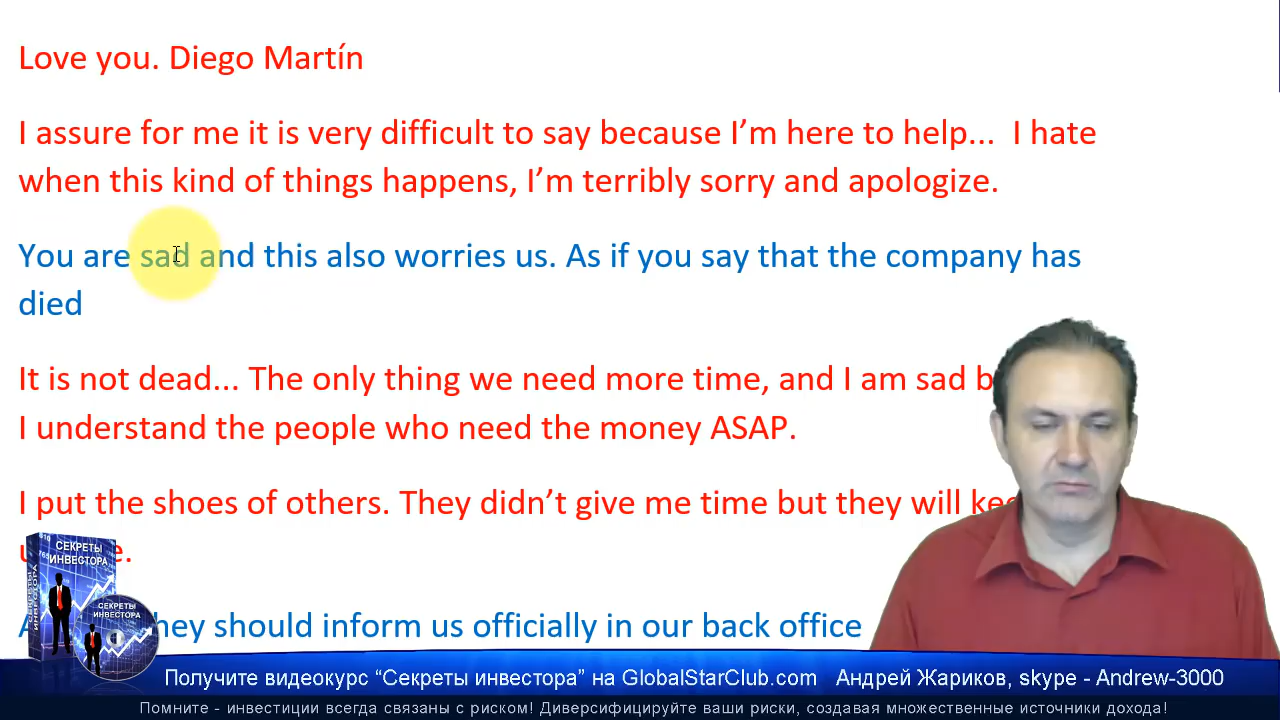 Love you. Diego Martín
I assure for me it is very difficult to say because I’m here to help... I hate
when this kind of things happens, I’m terribly sorry and apologize.
You are sad and this also worries us. As if you say that the company has
died
It is not dead... The only thing we need more time, and I am sad
I understand the people who need the money ASAP.
I put the shoes of others. They didn’t give me time but they will
they should inform us officially in our back office
СЕКРЕТЫ
ИНВЕСТОРА
СЕКРЕТЫ
ИНВЕСТОРА
СЕКРЕТЫ
ИНВЕСТОРА
Получите видеокурс “Секреты инвестора” на GlobalStarClub.com Андрей Жариков, skype - Andrew-3000
Помните - инвестиции всегда связаны с риском! Диверсифицируйте ваши риски, создавая множественные источники дохода!